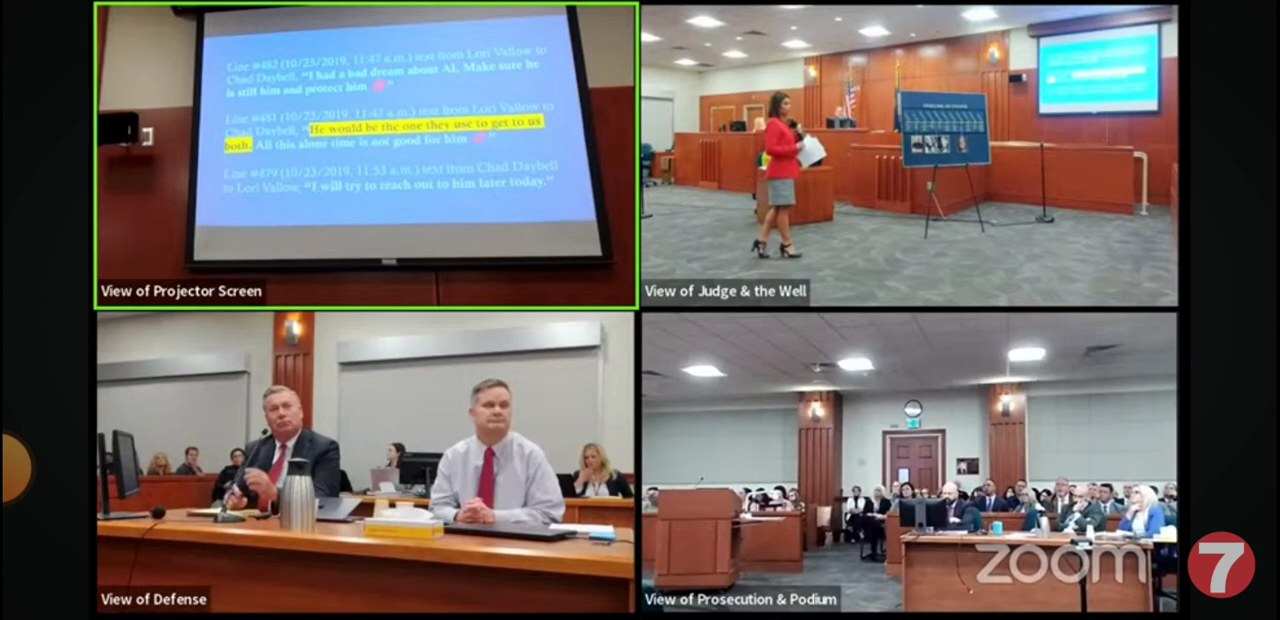 Line #482 (10/23/2019, 11:47 a.m.) text from Lori Vallow to
Chad Daybell, “I had a bad dream about Al. Make sure he
is still him and protect him ”
Line #481 (10/23/2019, 11:47 a.m.) text from Lori Vallow to
Chad Daybell, “He would be the one they use to get to us
both. All this alone time is not good for him ”
Line #479 (10/23/2019, 11:53 a.m.) text from Chad Daybell
to Lori Vallow, “I will try to reach out to him later today.”
View of Projector Screen
View of Judge & the Well
View of Defense
View of Prosecution & Podium
zoom
7